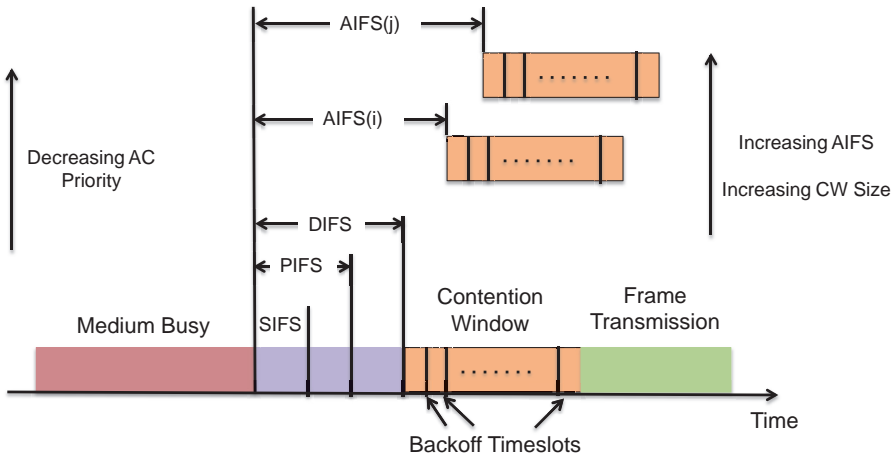 AIFS(j)
AIFS(i)
Decreasing AC
Priority
Increasing AIFS
Increasing CW Size
DIFS
PIFS
SIFS
Medium Busy
Contention
Window
Frame
Transmission
Time
Backoff Timeslots